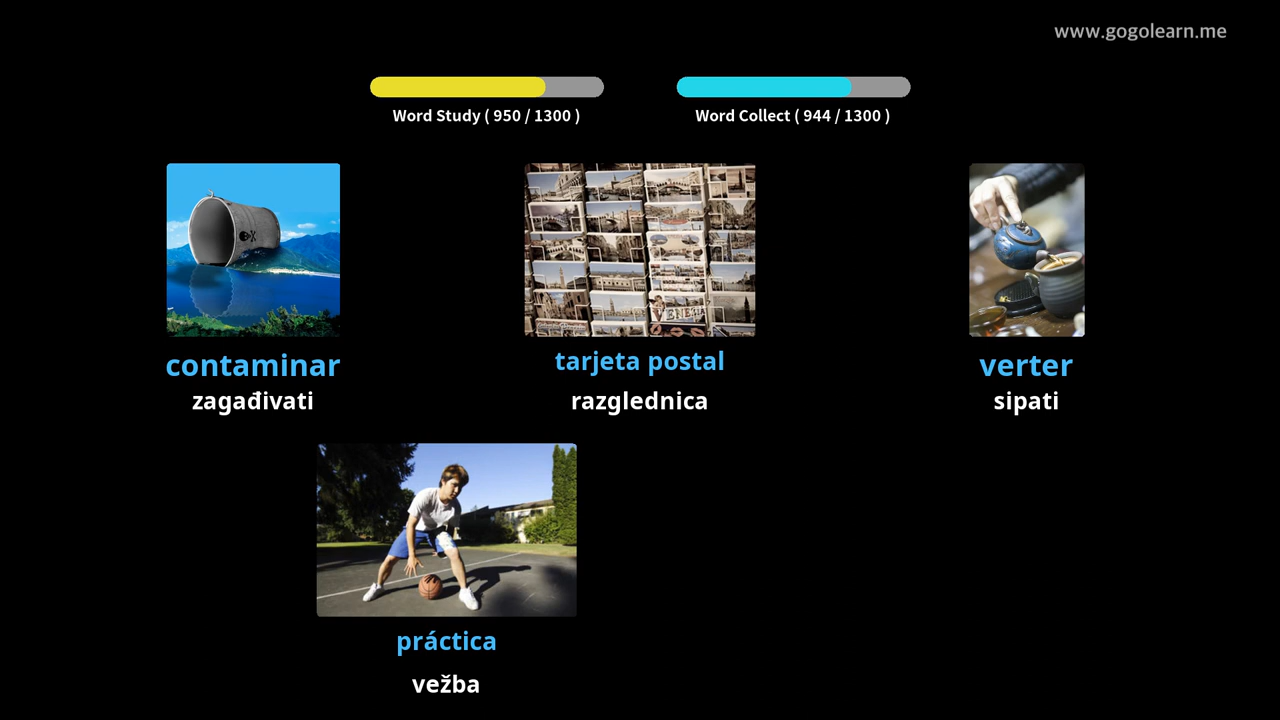 www.gogolearn.me
Word Study ( 950 / 1300 )
Word Collect ( 944 / 1300 )
contaminar
zagađivati
tarjeta postal
razglednica
verter
sipati
práctica
vežba